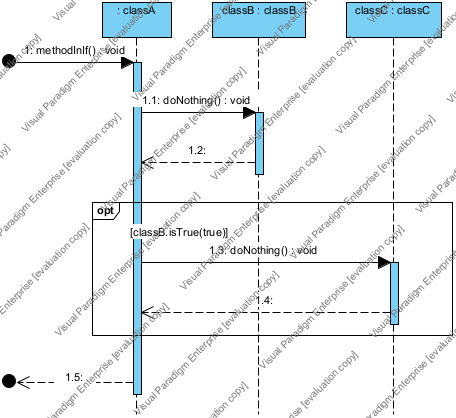 : classA
classB : classB
classC : classC
1: methodInIf() : void
1.1: doNothing() : void
1.2:
opt
[classB.isTrue(true)]
1.3: doNothing() : void
1.4:
1.5:
Visual Paradigm Enterprise [evaluation copy]